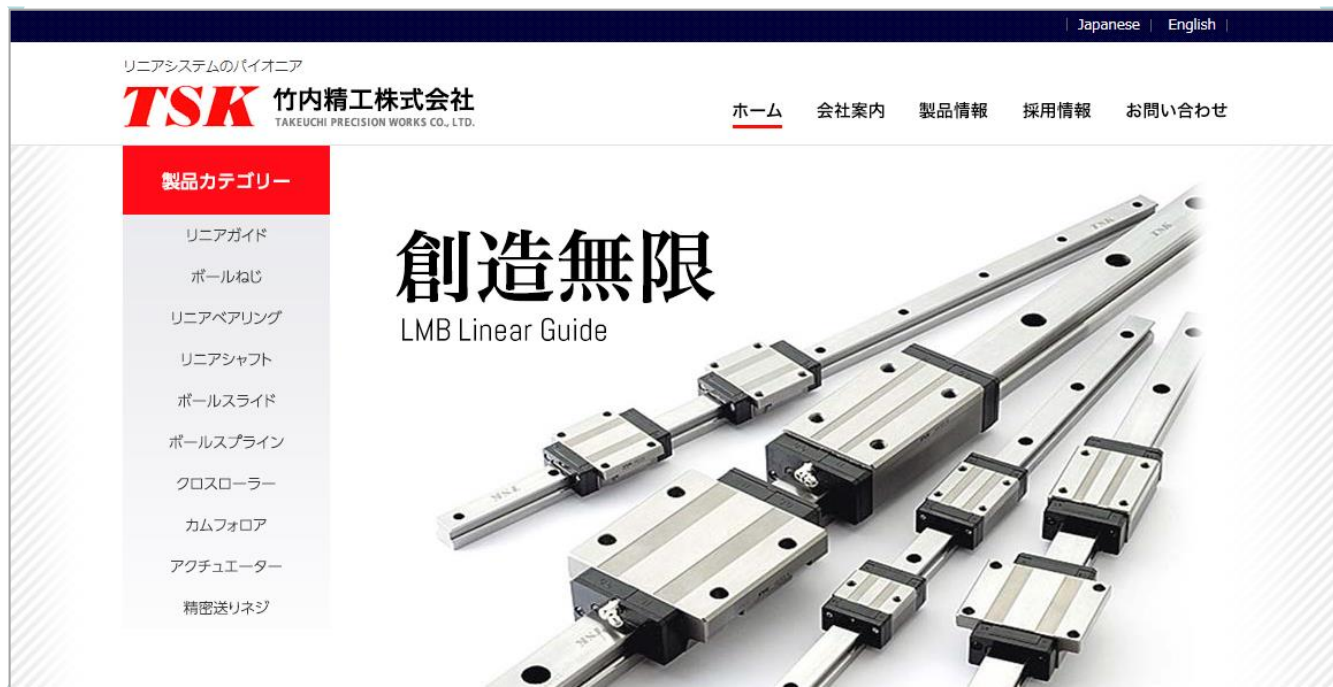 Japanese
English
リニアシステムのパイオニア
TSK 竹内精工株式会社
TAKEUCHI PRECISION WORKS CO., LTD.
ホーム 会社案内 製品情報 採用情報 お問い合わせ
製品カテゴリー
リニアガイド
ボールねじ
リニアベアリング
リニアシャフト
ボールスライド
ボールスプライン
クロスローラー
カムフォロア
アクチュエーター
精密送りネジ
創造無限
LMB Linear Guide
TSK
TSK
TSK
TSK